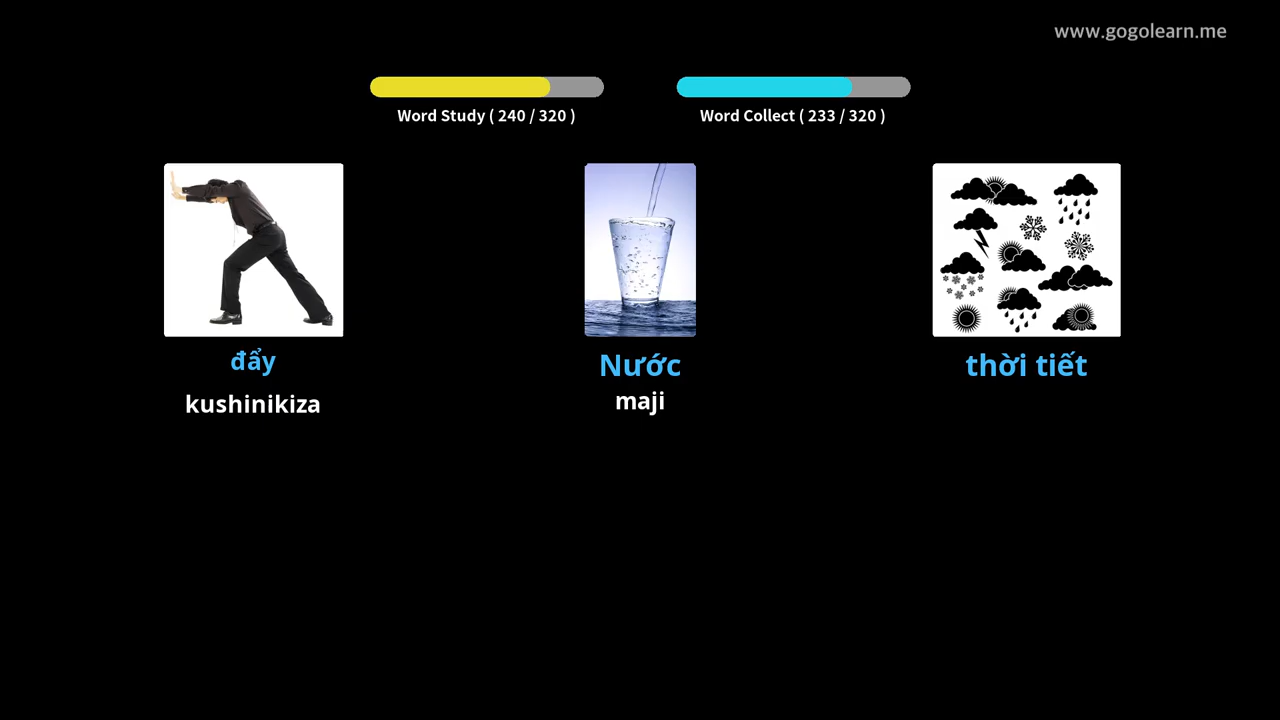 www.gogolearn.me
Word Study ( 240 / 320 )
Word Collect ( 233 / 320 )
đẩy
Nước
thời tiết
kushinikiza
maji